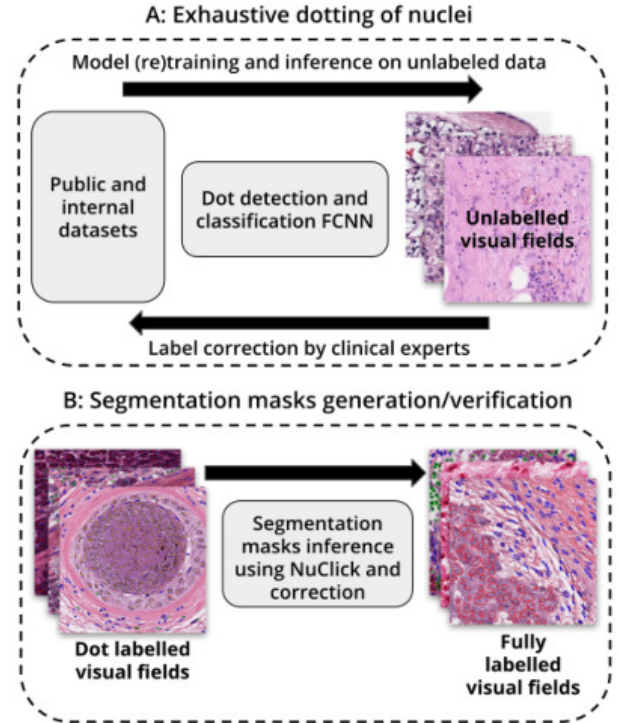 A: Exhaustive dotting of nuclei
Model (re)training and inference on unlabeled data
Public and
internal
datasets
Dot detection and
classification FCNN
Unlabelled
visual fields
Label correction by clinical experts
B: Segmentation masks generation/verification
Segmentation
masks inference
using NuClick and
correction
Dot labelled
visual fields
Fully
labelled
visual fields